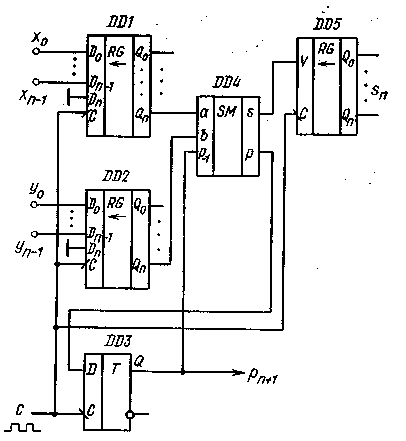 DD1
X₀
D₀
RG
Q₀
←
Dₙ₋₁
Xₙ₋₁
Dₙ
C
Qₙ
DD5
V
RG
Q₀
←
Sₙ
C
Qₙ
DD4
a
SM
s
b
p₁
p
DD2
y₀
D₀
RG
Q₀
←
yₙ₋₁
Dₙ₋₁
Dₙ
C
Qₙ
DD3
D
T
Q
pₙ₊₁
C
C